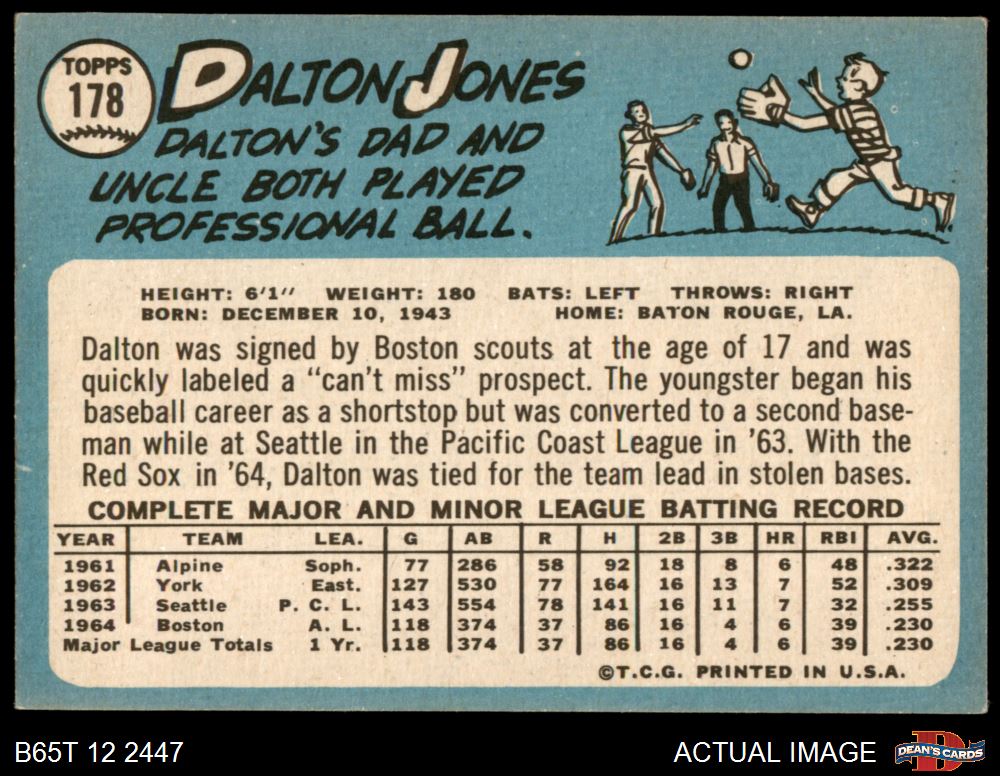 TOPPS
178
DALTON JONES
DALTON'S DAD AND
UNCLE BOTH PLAYED
PROFESSIONAL BALL.
HEIGHT: 6'1" WEIGHT: 180 BATS: LEFT THROWS: RIGHT
BORN: DECEMBER 10, 1943 HOME: BATON ROUGE, LA.
Dalton was signed by Boston scouts at the age of 17 and was
quickly labeled a "can't miss" prospect. The youngster began his
baseball career as a shortstop but was converted to a second base-
man while at Seattle in the Pacific Coast League in '63. With the
Red Sox in '64, Dalton was tied for the team lead in stolen bases.
COMPLETE MAJOR AND MINOR LEAGUE BATTING RECORD
YEAR TEAM LEA. G AB R H 2B 3B HR RBI AVG.
1961 Alpine Soph. 77 286 58 92 18 8 6 48 .322
1962 York East. 127 530 77 164 16 13 7 52 .309
1963 Seattle P. C. L. 143 554 78 141 16 11 7 32 .255
1964 Boston A. L. 118 374 37 86 16 4 6 39 .230
Major League Totals 1 Yr. 118 374 37 86 16 4 6 39 .230
©T.C.G. PRINTED IN U.S.A.
B65T 12 2447 ACTUAL IMAGE D DEAN'S CARDS